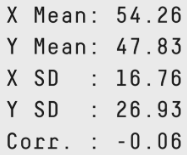 X Mean: 54.26
Y Mean: 47.83
X SD  : 16.76
Y SD  : 26.93
Corr. : -0.06